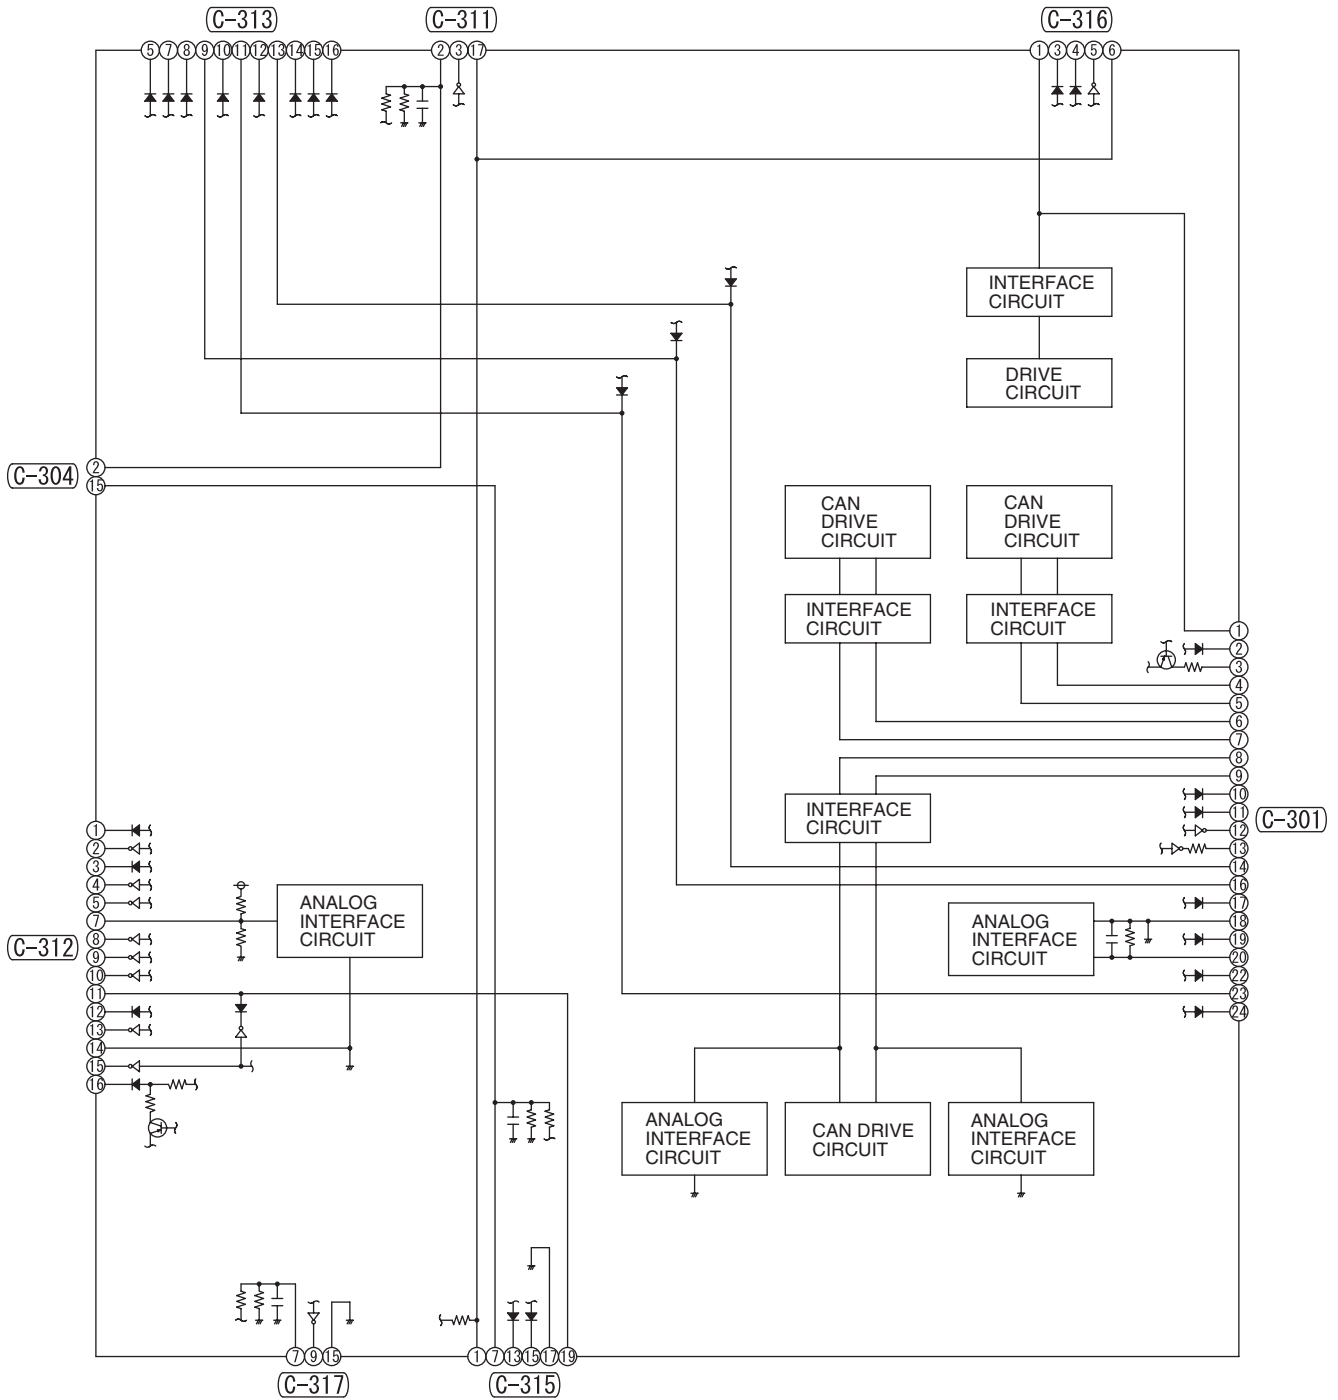 C-313
C-311
C-316
5 7 8 9 10 11 12 13 14 15 16
2 3 17
1 3 4 5 6
INTERFACE
CIRCUIT
DRIVE
CIRCUIT
C-304
2
15
CAN
DRIVE
CIRCUIT
CAN
DRIVE
CIRCUIT
INTERFACE
CIRCUIT
INTERFACE
CIRCUIT
1
2
3
4
5
6
7
8
9
10
11
12
13
14
16
17
18
19
20
22
23
24
C-301
INTERFACE
CIRCUIT
ANALOG
INTERFACE
CIRCUIT
C-312
1
2
3
4
5
7
8
9
10
11
12
13
14
15
16
ANALOG
INTERFACE
CIRCUIT
ANALOG
INTERFACE
CIRCUIT
CAN DRIVE
CIRCUIT
ANALOG
INTERFACE
CIRCUIT
7 9 15
1 7 13 15 17 19
C-317
C-315